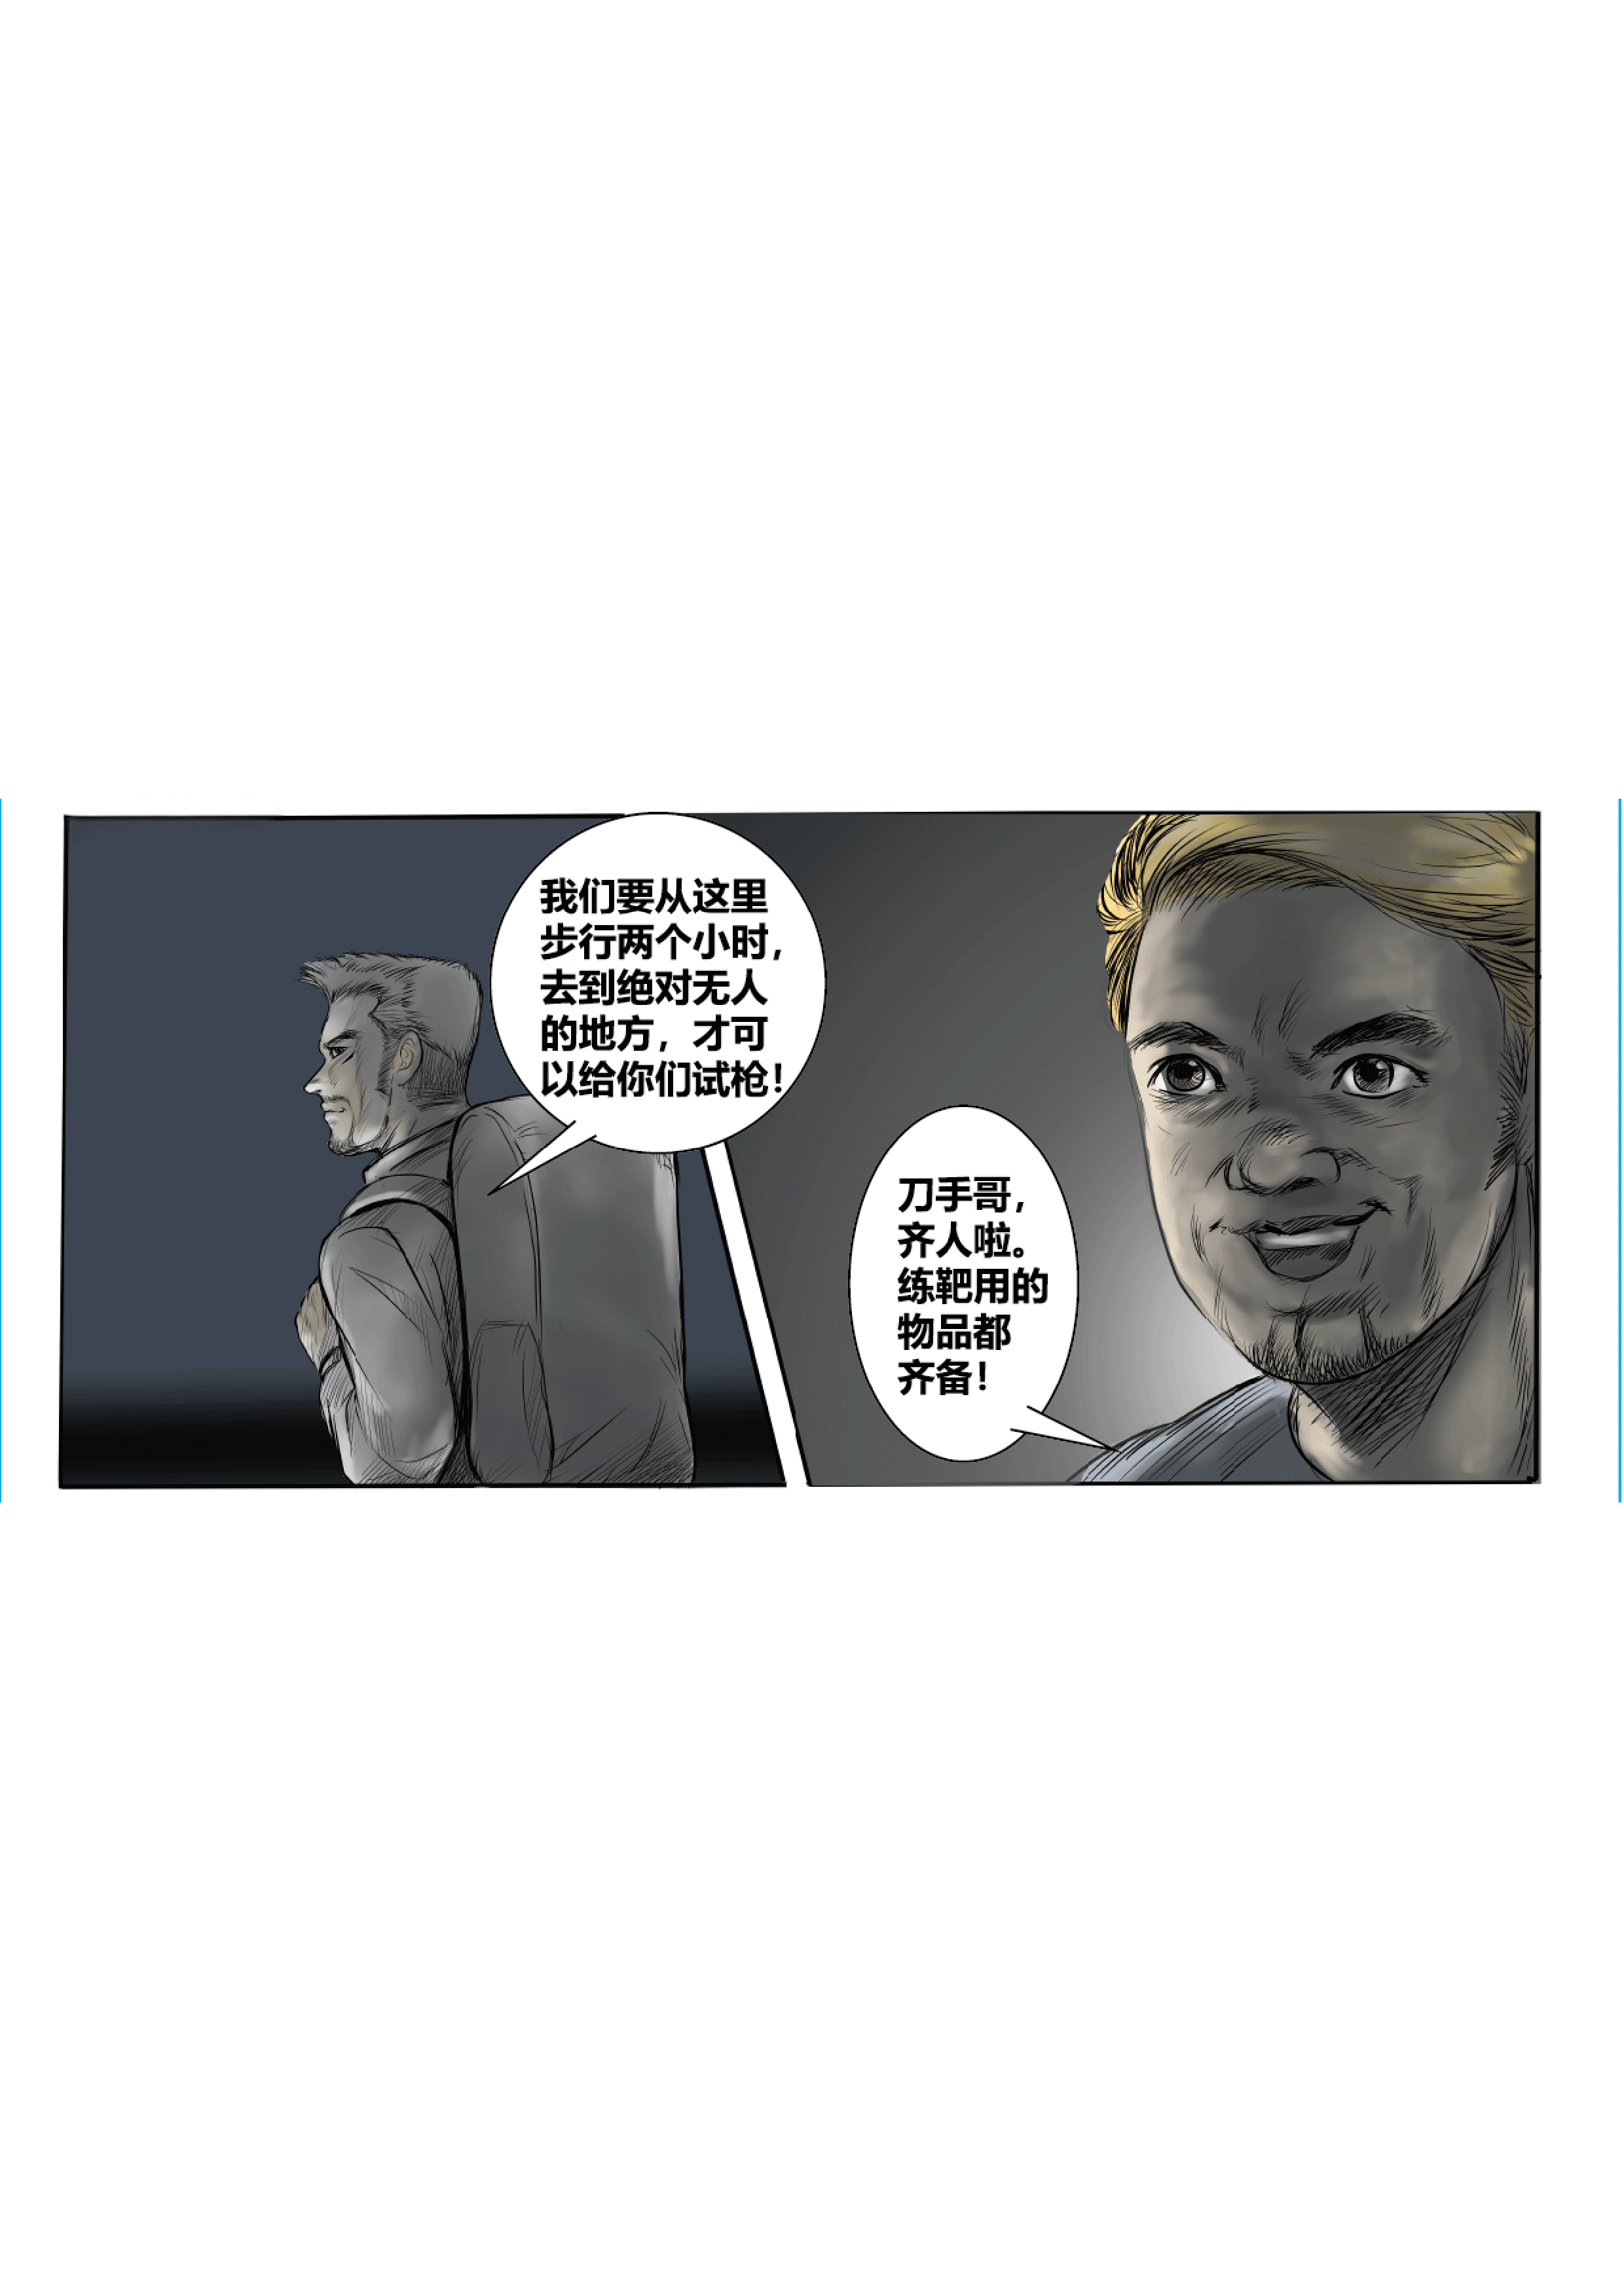 我们要从这里
步行两个小时，
去到绝对无人
的地方，才可
以给你们试枪！
刀手哥，
齐人啦。
练靶用的
物品都
齐备！